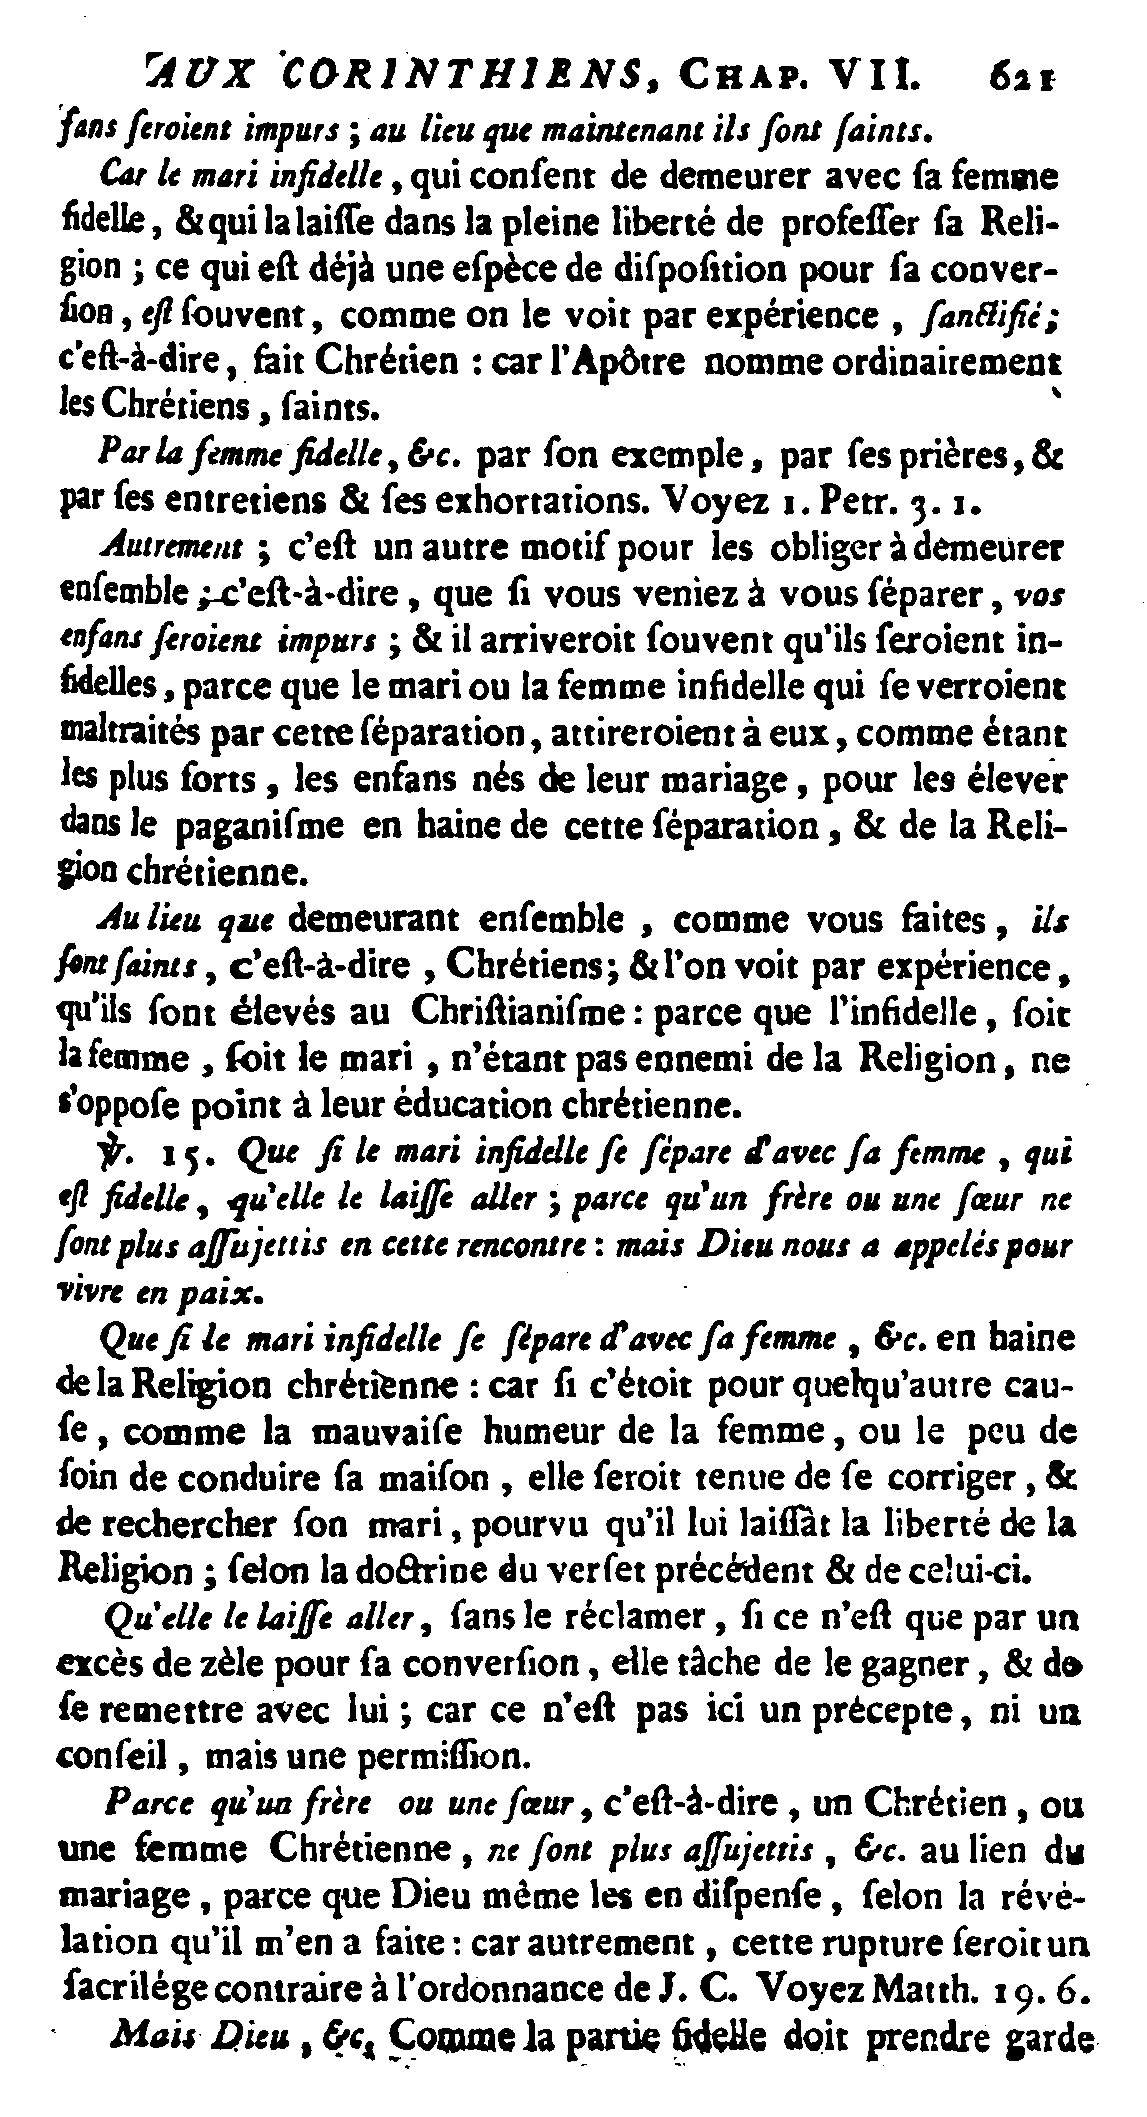 AUX CORINTHIENS, CHAP. VII. 621
ſans ſeroient impurs ; au lieu que maintenant ils ſont ſaints.
Car le mari infidelle, qui conſent de demeurer avec ſa femme
fidelle, & qui la laiſſe dans la pleine liberté de profeſſer ſa Reli-
gion ; ce qui eſt déjà une eſpèce de diſpoſition pour ſa conver-
ſion, eſt ſouvent, comme on le voit par expérience, ſanctifié ;
c'eſt-à-dire, fait Chrétien : car l'Apôtre nomme ordinairement
les Chrétiens, ſaints.
Par la femme fidelle, &c. par ſon exemple, par ſes prières, &
par ſes entretiens & ſes exhortations. Voyez 1. Petr. 3. 1.
Autrement ; c'eſt un autre motif pour les obliger à demeurer
enſemble ; c'eſt-à-dire, que ſi vous veniez à vous ſéparer, vos
enfans ſeroient impurs ; & il arriveroit ſouvent qu'ils ſeroient in-
fidelles, parce que le mari ou la femme infidelle qui ſe verroient
maltraités par cette ſéparation, attireroient à eux, comme étant
les plus forts, les enfans nés de leur mariage, pour les élever
dans le paganiſme en haine de cette ſéparation, & de la Reli-
gion chrétienne.
Au lieu que demeurant enſemble, comme vous faites, ils
ſont ſaints, c'eſt-à-dire, Chrétiens ; & l'on voit par expérience,
qu'ils ſont élevés au Chriſtianiſme : parce que l'infidelle, ſoit
la femme, ſoit le mari, n'étant pas ennemi de la Religion, ne
s'oppoſe point à leur éducation chrétienne.
℣. 15. Que ſi le mari infidelle ſe ſépare d'avec ſa femme, qui
eſt fidelle, qu'elle le laiſſe aller ; parce qu'un frère ou une ſœur ne
ſont plus aſſujettis en cette rencontre : mais Dieu nous a appelés pour
vivre en paix.
Que ſi le mari infidelle ſe ſépare d'avec ſa femme, &c. en haine
de la Religion chrétienne : car ſi c'étoit pour quelqu'autre cau-
ſe, comme la mauvaiſe humeur de la femme, ou le peu de
ſoin de conduire ſa maiſon, elle ſeroit tenue de ſe corriger, &
de rechercher ſon mari, pourvu qu'il lui laiſſât la liberté de la
Religion ; ſelon la doctrine du verſet précédent & de celui-ci.
Qu'elle le laiſſe aller, ſans le réclamer, ſi ce n'eſt que par un
excès de zèle pour ſa converſion, elle tâche de le gagner, & de
ſe remettre avec lui ; car ce n'eſt pas ici un précepte, ni un
conſeil, mais une permiſſion.
Parce qu'un frère ou une ſœur, c'eſt-à-dire, un Chrétien, ou
une femme Chrétienne, ne ſont plus aſſujettis, &c. au lien du
mariage, parce que Dieu même les en diſpenſe, ſelon la révé-
lation qu'il m'en a faite : car autrement, cette rupture ſeroit un
ſacrilége contraire à l'ordonnance de J. C. Voyez Matth. 19. 6.
Mais Dieu, &c. Comme la partie fidelle doit prendre garde